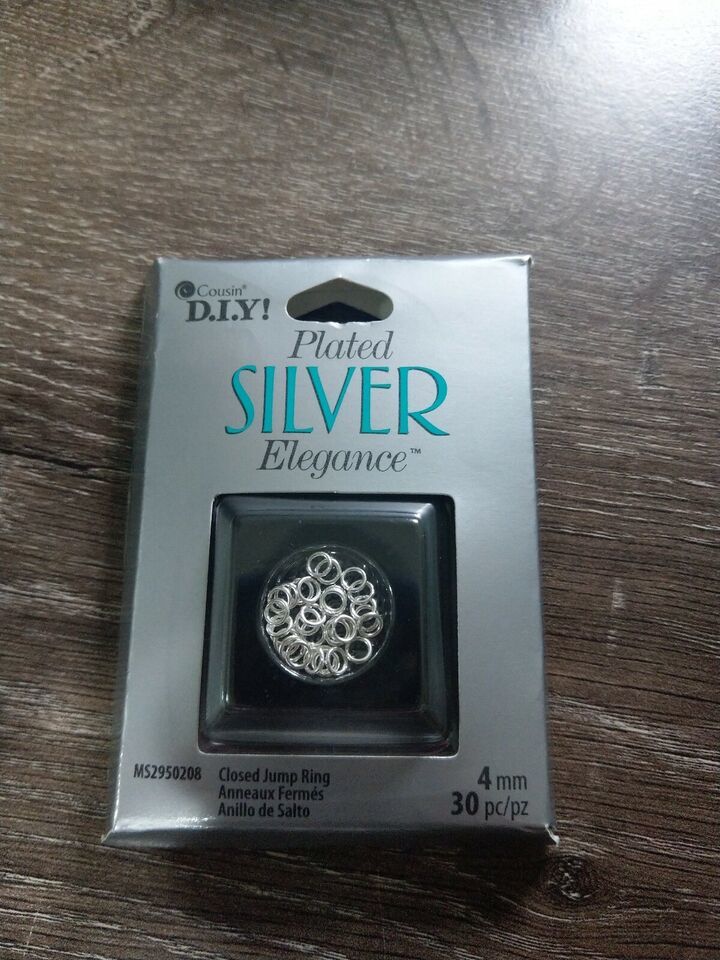 Cousin®
D.I.Y!
Plated
SILVER
Elegance™
MS2950208 Closed Jump Ring
Anneaux Fermés
Anillo de Salto
4 mm
30 pc/pz